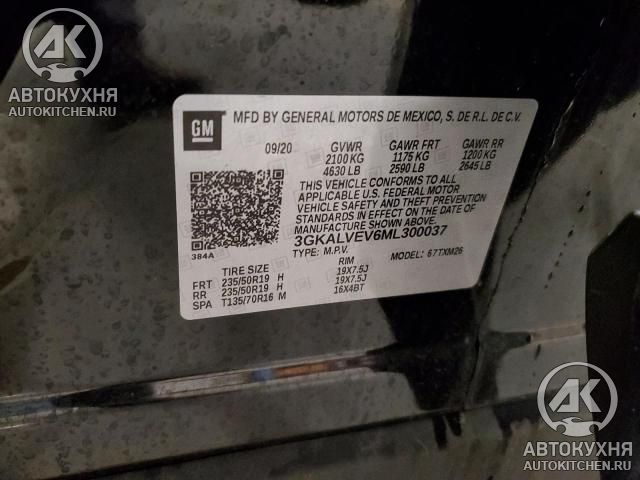 АК
АВТОКУХНЯ
AUTOKITCHEN.RU
GM
MFD BY GENERAL MOTORS DE MEXICO, S. DE R.L. DE C.V.
09/20 GVWR GAWR FRT GAWR RR
2100 KG 1175 KG 1200 KG
4630 LB 2590 LB 2645 LB
THIS VEHICLE CONFORMS TO ALL
APPLICABLE U.S. FEDERAL MOTOR
VEHICLE SAFETY AND THEFT PREVENTION
STANDARDS IN EFFECT ON THE DATE OF
MANUFACTURE SHOWN ABOVE.
3GKALVEV6ML300037
TYPE: M.P.V. MODEL: 67TXM26
384A
TIRE SIZE RIM
FRT 235/50R19 H 19X7.5J
RR 235/50R19 H 19X7.5J
SPA T135/70R16 M 16X4BT
АК
АВТОКУХНЯ
AUTOKITCHEN.RU